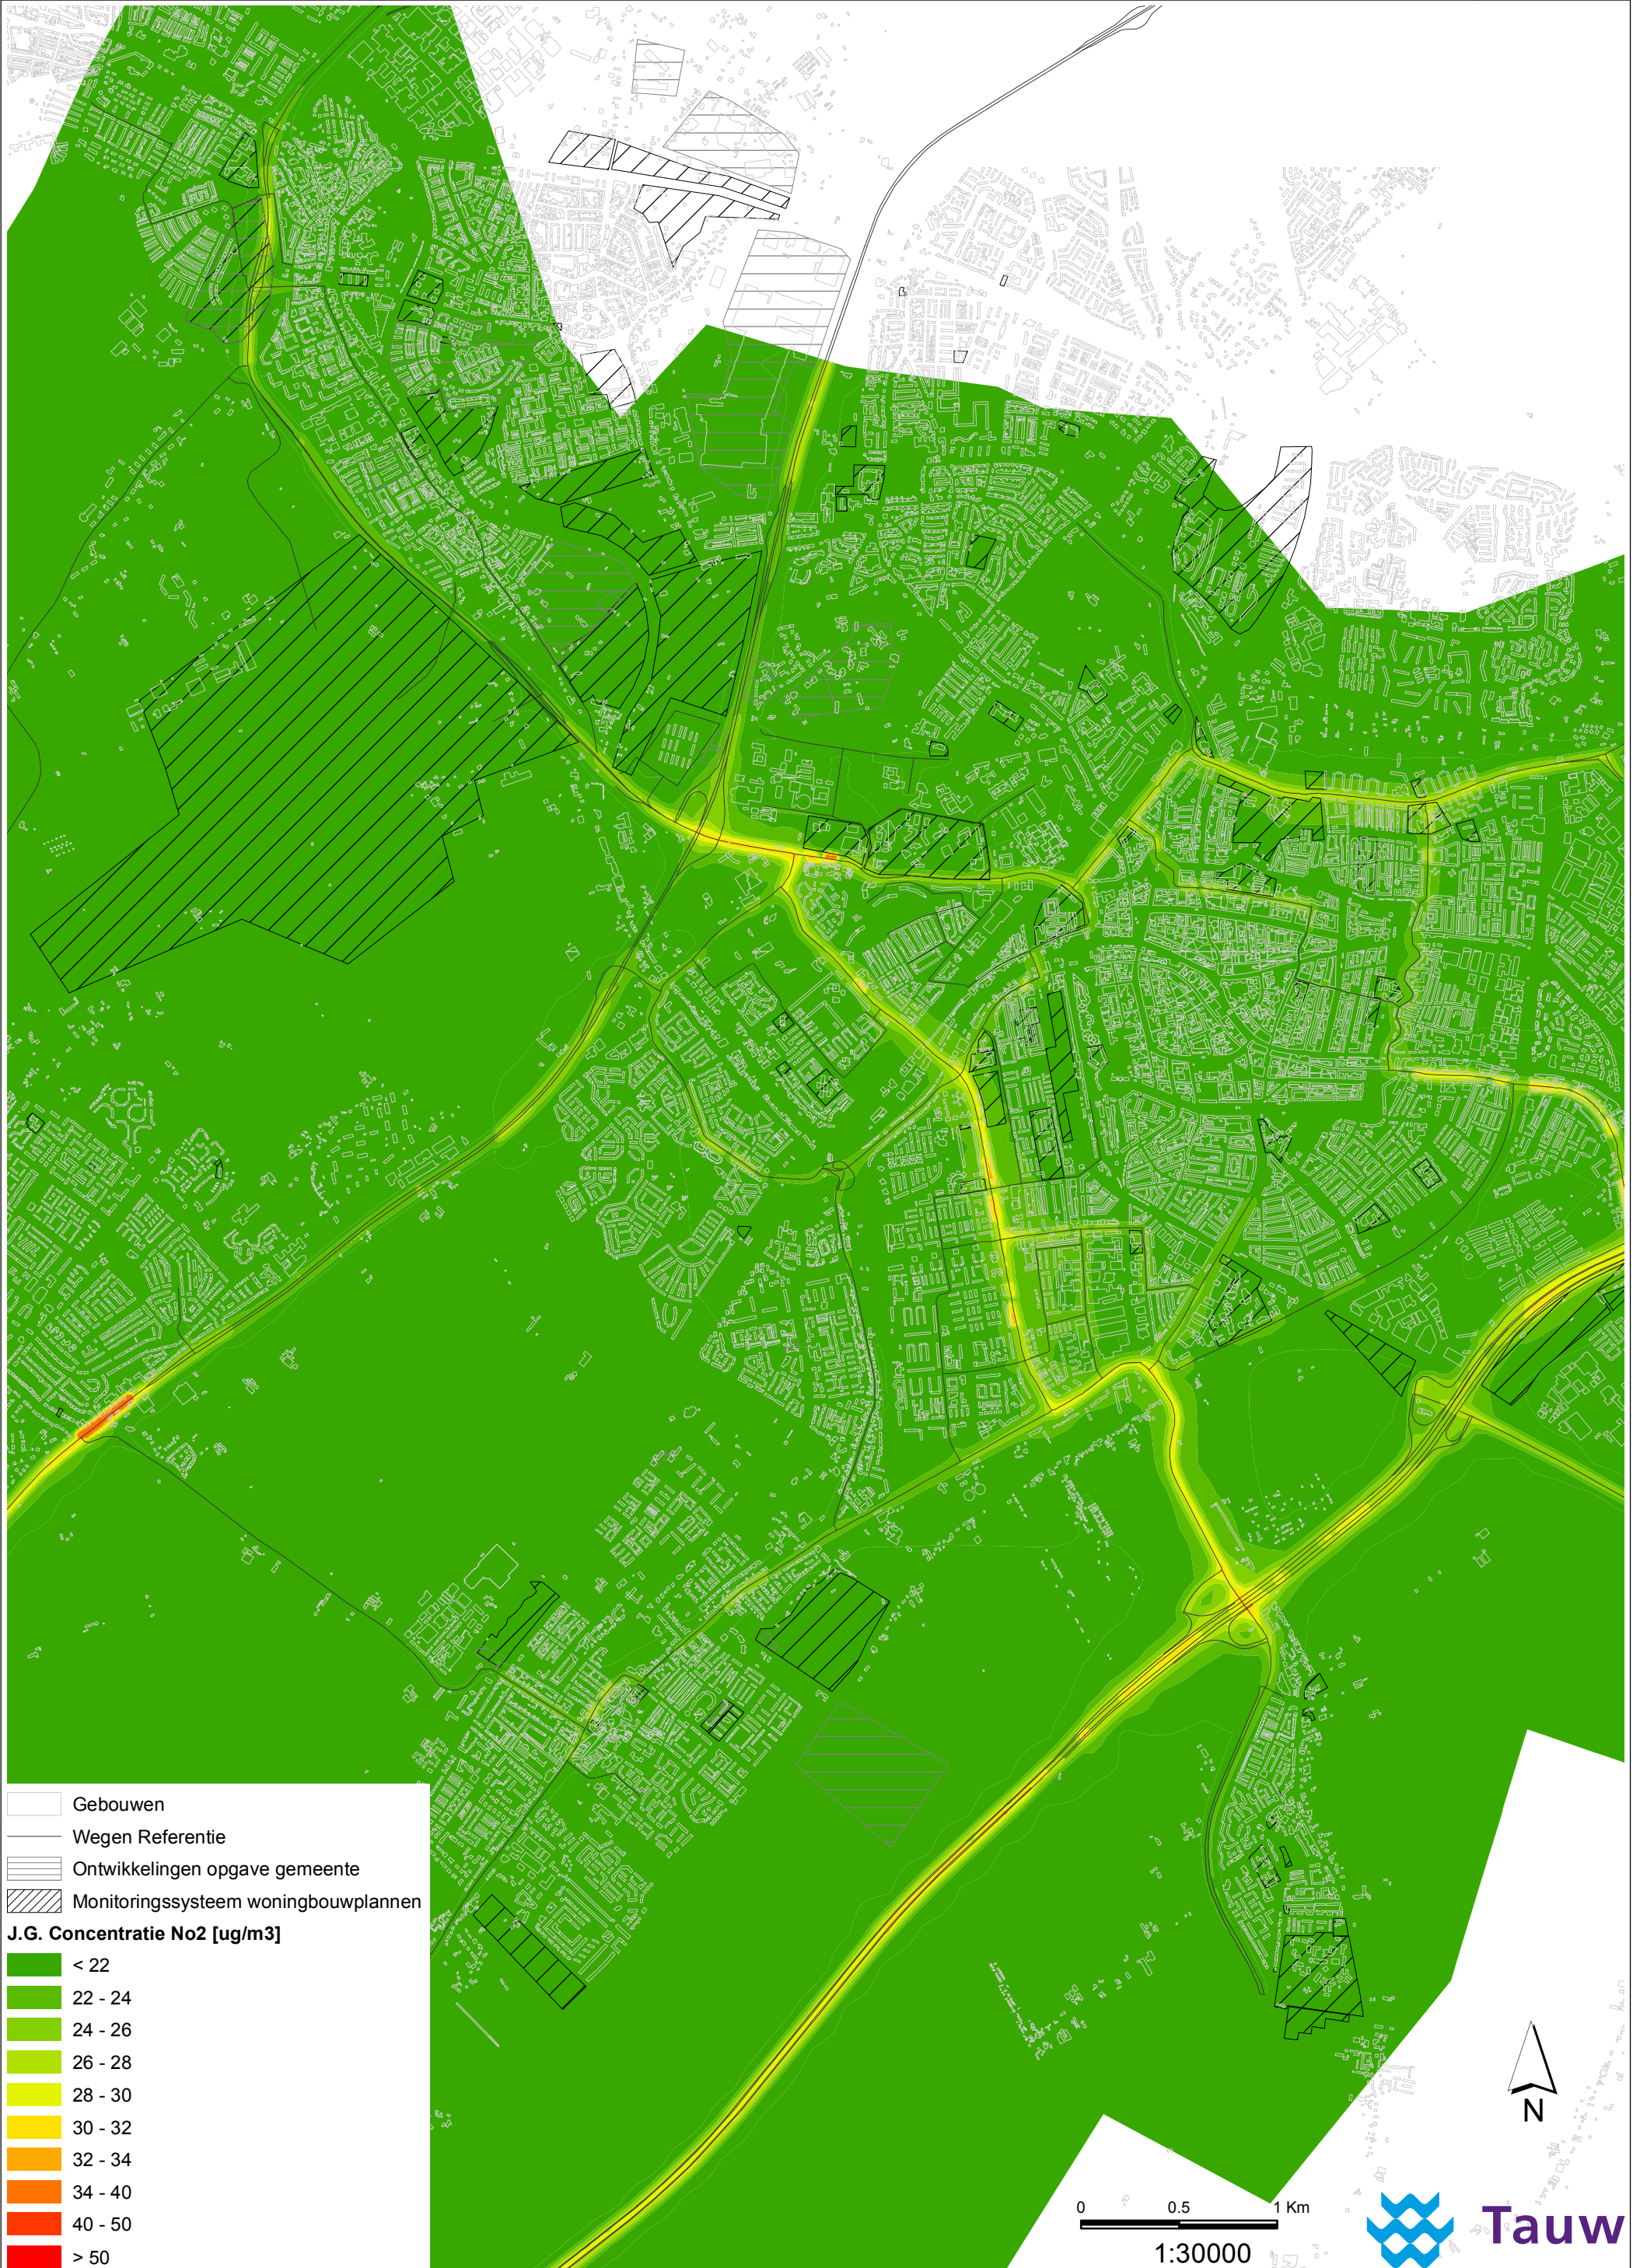 Gebouwen
Wegen Referentie
Ontwikkelingen opgave gemeente
Monitoringssysteem woningbouwplannen
J.G. Concentratie No2 [ug/m3]
< 22
22 - 24
24 - 26
26 - 28
28 - 30
30 - 32
32 - 34
34 - 40
40 - 50
> 50
N
0 0.5 1 Km
1:30000
Tauw